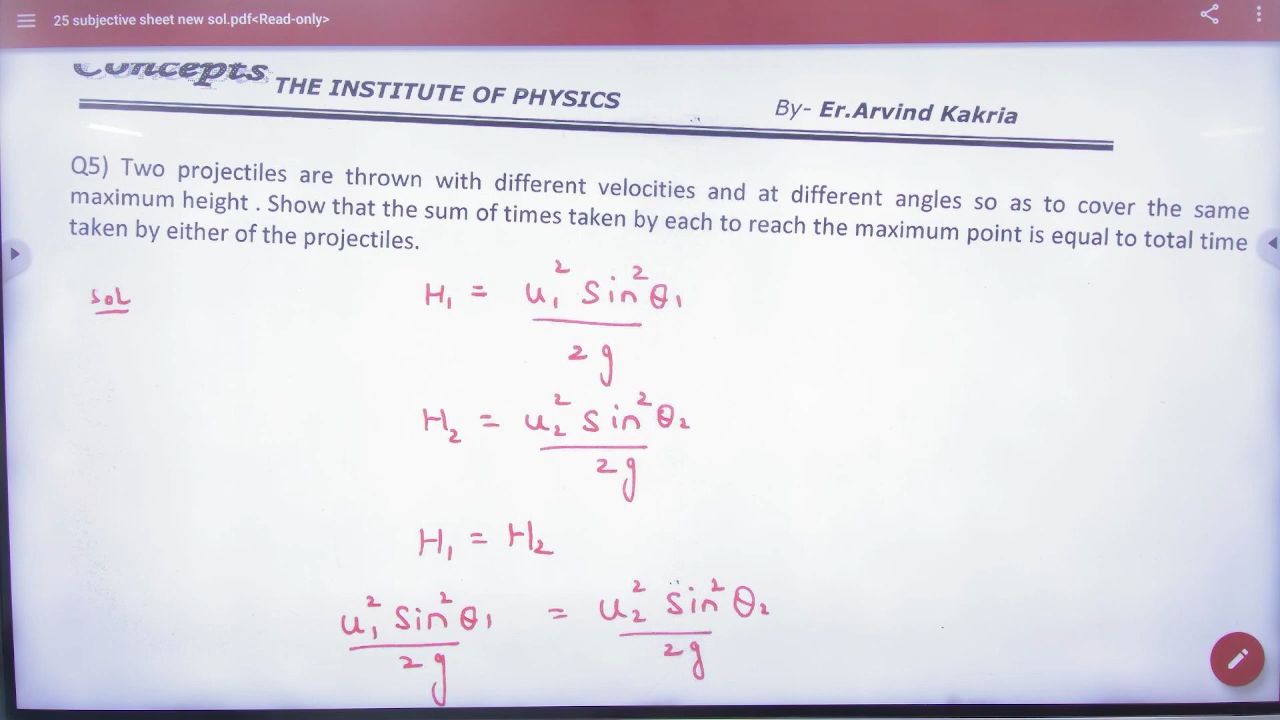 25 subjective sheet new sol.pdf<Read-only>
Concepts THE INSTITUTE OF PHYSICS By- Er.Arvind Kakria
Q5) Two projectiles are thrown with different velocities and at different angles so as to cover the same
maximum height . Show that the sum of times taken by each to reach the maximum point is equal to total time
taken by either of the projectiles.
Sol
H₁ = u₁² Sin²θ₁
2g
H₂ = u₂² Sin²θ₂
2g
H₁ = H₂
u₁² Sin²θ₁ = u₂² Sin²θ₂
2g 2g